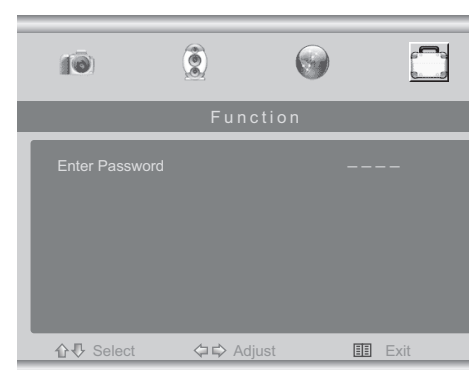 Function
Enter Password _ _ _ _
Select Adjust Exit